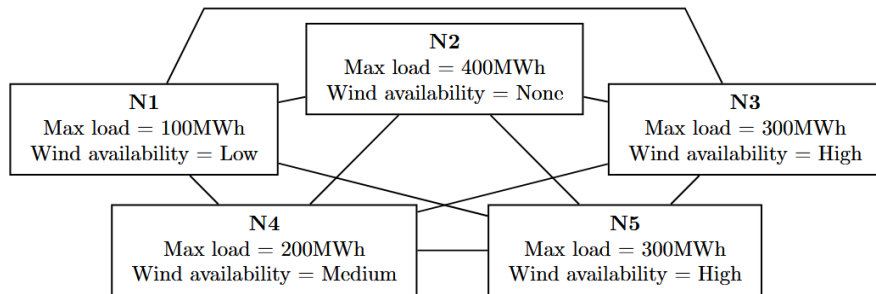 N2
Max load = 400MWh
Wind availability = None
N1
Max load = 100MWh
Wind availability = Low
N3
Max load = 300MWh
Wind availability = High
N4
Max load = 200MWh
Wind availability = Medium
N5
Max load = 300MWh
Wind availability = High